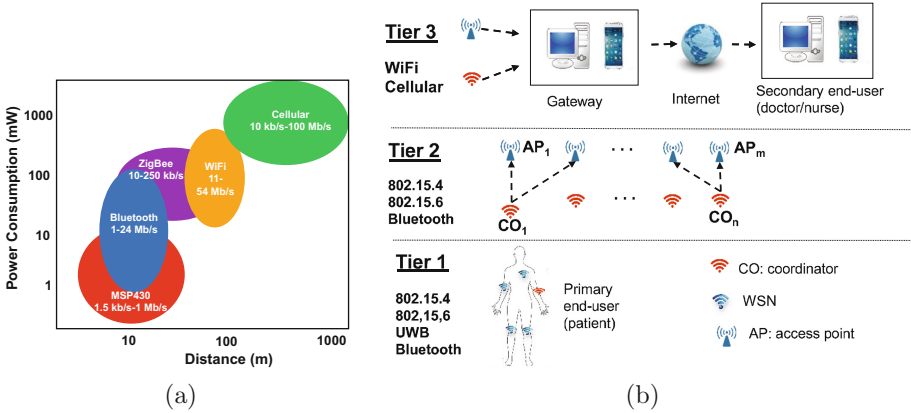 Power Consumption (mW)
1000
100
10
1
Cellular
10 kb/s-100 Mb/s
ZigBee
10-250 kb/s
WiFi
11-
54 Mb/s
Bluetooth
1-24 Mb/s
MSP430
1.5 kb/s-1 Mb/s
10
100
1000
Distance (m)
(a)
Tier 3
WiFi
Cellular
Gateway
Internet
Secondary end-user
(doctor/nurse)
Tier 2
802.15.4
802.15.6
Bluetooth
AP1
...
APm
CO1
...
COn
Tier 1
802.15.4
802,15,6
UWB
Bluetooth
Primary
end-user
(patient)
CO: coordinator
WSN
AP: access point
(b)